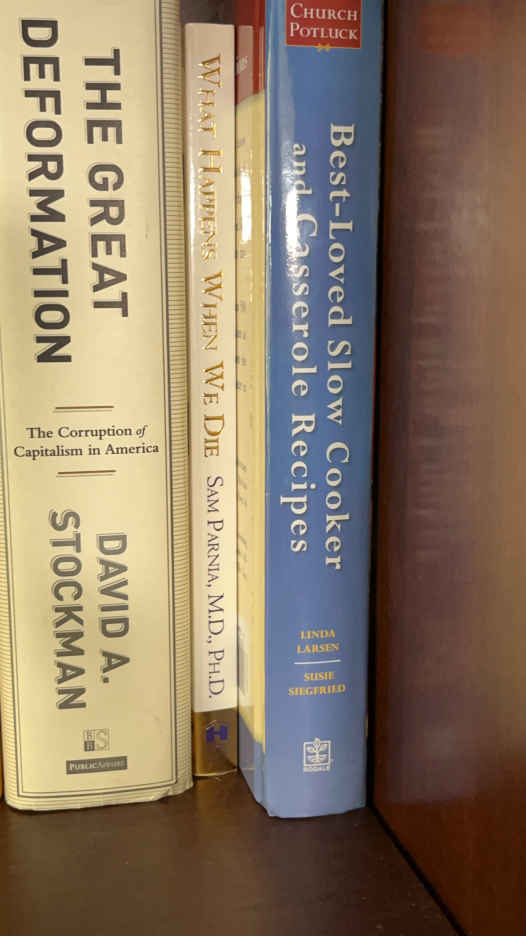 THE GREAT
DEFORMATION
The Corruption of
Capitalism in America
DAVID A.
STOCKMAN
PUBLICAFFAIRS
WHAT HAPPENS WHEN WE DIE SAM PARNIA, M.D., PH.D.
H
CHURCH
POTLUCK
Best-Loved Slow Cooker
and Casserole Recipes
LINDA
LARSEN
SUSIE
SIEGFRIED
RODALE